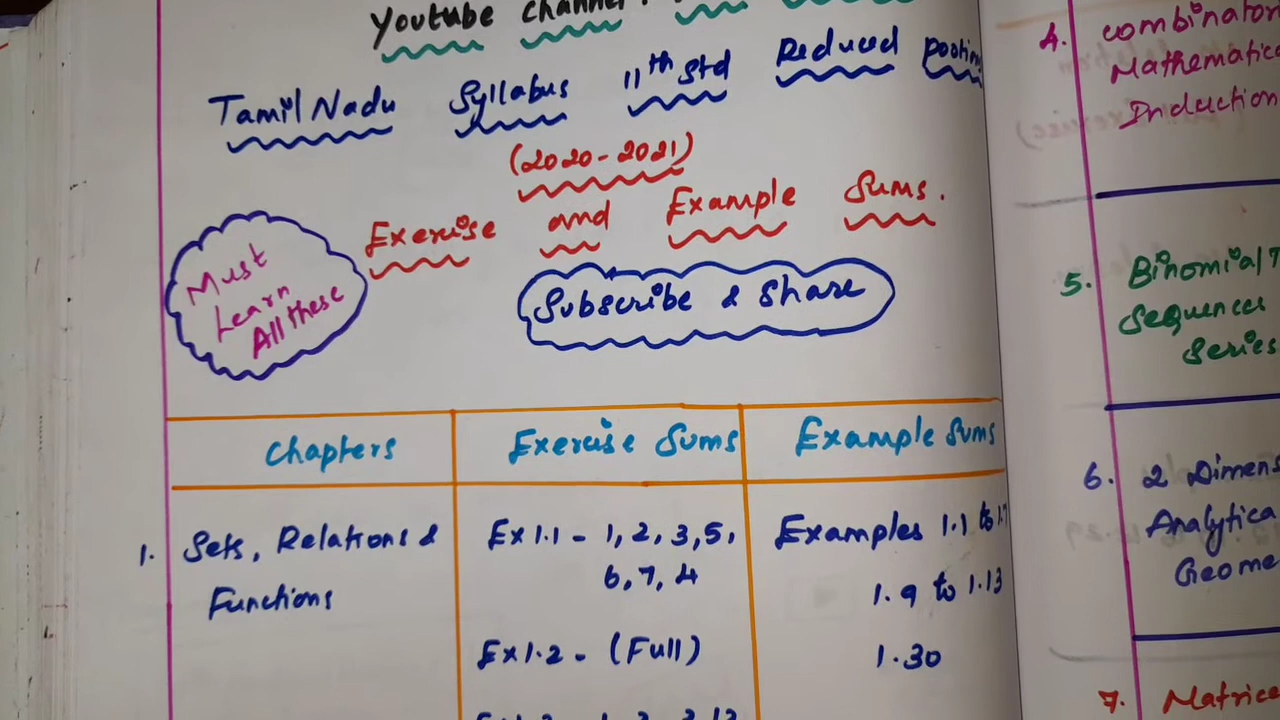 Youtube channel:
Tamil Nadu Syllabus 11th Std Reduced Portion
(2020-2021)
Exercise and Example Sums.
Must
Learn
All these
Subscribe & Share
Chapters Exercise Sums Example Sums
1. Sets, Relations & Ex 1.1 - 1, 2, 3, 5, Examples 1.1 to
Functions 6, 7, 4 1.9 to 1.13
Ex 1.2 - (Full) 1.30
4. Combinator
Mathematica
Induction
5. Binomial
Sequences
Series
6. 2 Dimens
Analytica
Geome
7. Matrice